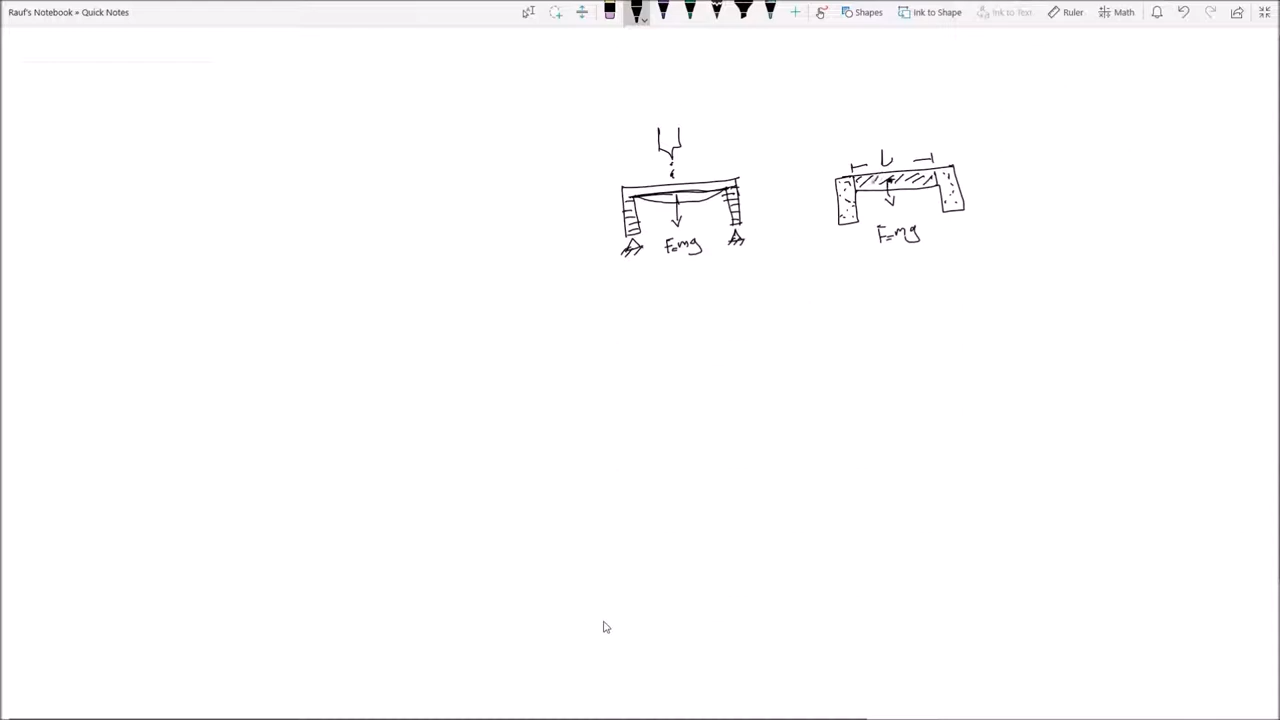 Rauf's Notebook » Quick Notes
Shapes
Ink to Shape
Ink to Text
Ruler
Math
L
F=mg
F=mg